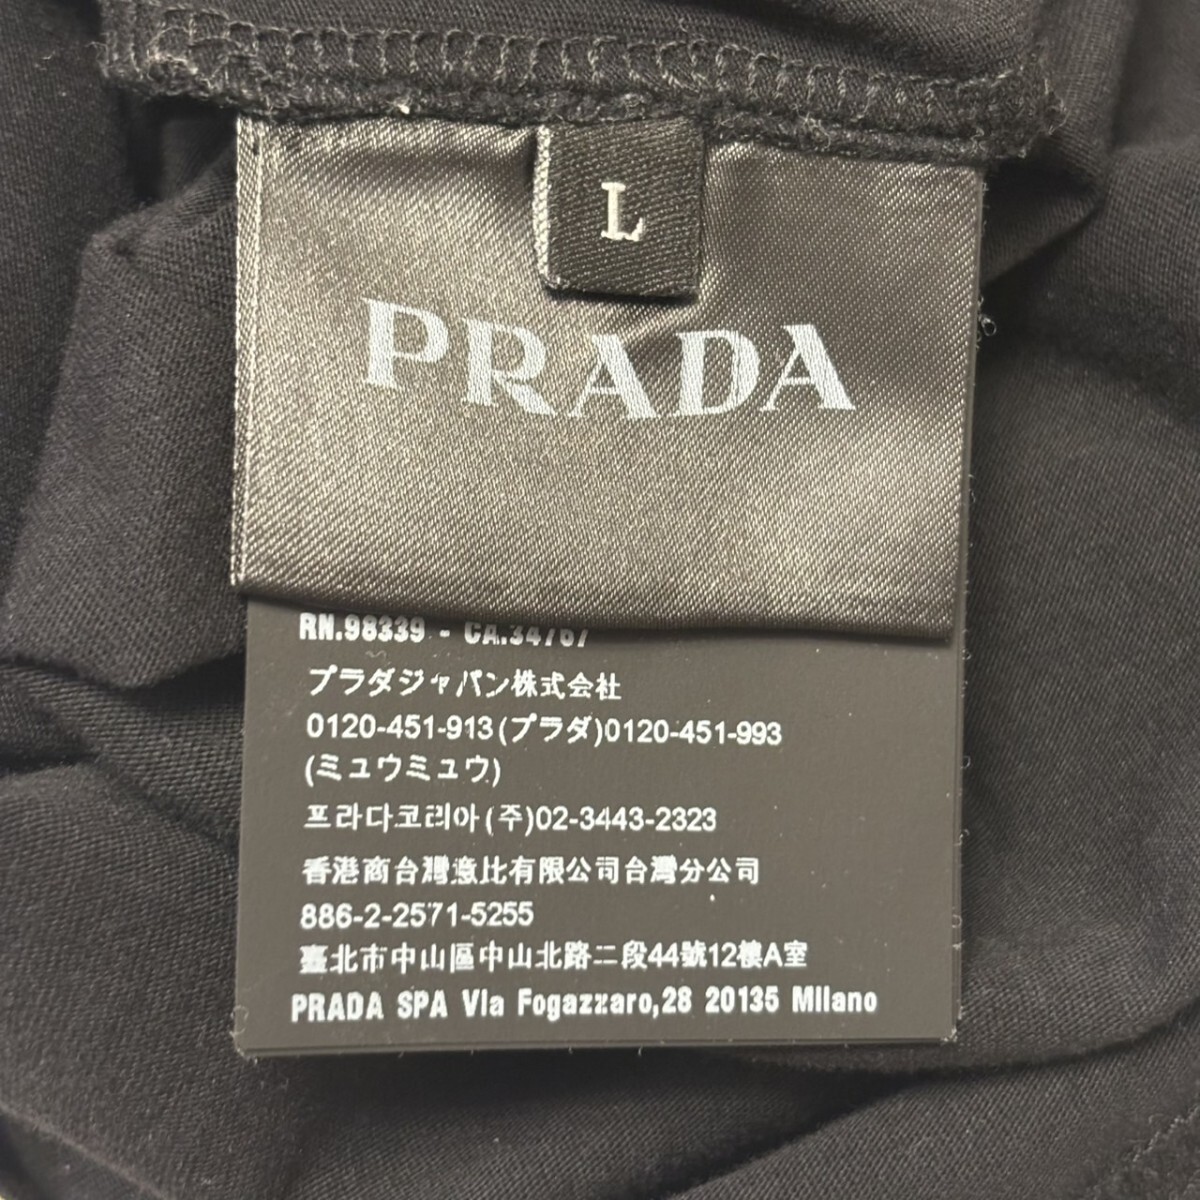 L
PRADA
RN.98339 - CA.34767
プラダジャパン株式会社
0120-451-913(プラダ)0120-451-993
(ミュウミュウ)
프라다코리아(주)02-3443-2323
香港商台灣意比有限公司台灣分公司
886-2-2571-5255
臺北市中山區中山北路二段44號12樓A室
PRADA SPA Via Fogazzaro,28 20135 Milano